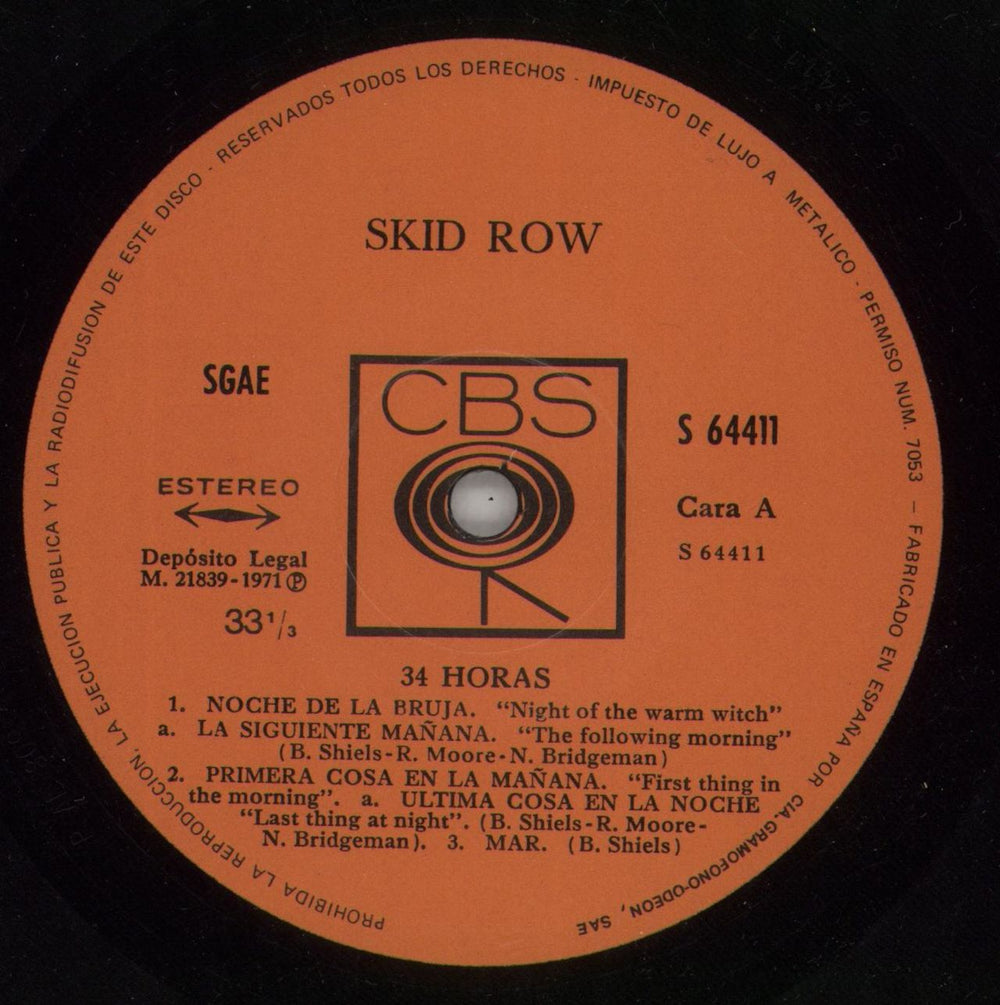 PROHIBIDA LA REPRODUCCION, LA EJECUCION PUBLICA Y LA RADIODIFUSION DE ESTE DISCO - RESERVADOS TODOS LOS DERECHOS - IMPUESTO DE LUJO A METALICO - PERMISO NUM. 7053 — FABRICADO EN ESPAÑA POR CIA. GRAMOFONO-ODEON, SAE
SKID ROW
SGAE
CBS
S 64411
ESTEREO
Cara A
S 64411
Depósito Legal
M. 21839-1971 Ⓟ
33 1/3
34 HORAS
1. NOCHE DE LA BRUJA. “Night of the warm witch”
a. LA SIGUIENTE MAÑANA. “The following morning”
(B. Shiels-R. Moore-N. Bridgeman)
2. PRIMERA COSA EN LA MAÑANA. “First thing in
the morning”. a. ULTIMA COSA EN LA NOCHE
“Last thing at night”. (B. Shiels-R. Moore-
N. Bridgeman). 3. MAR. (B. Shiels)